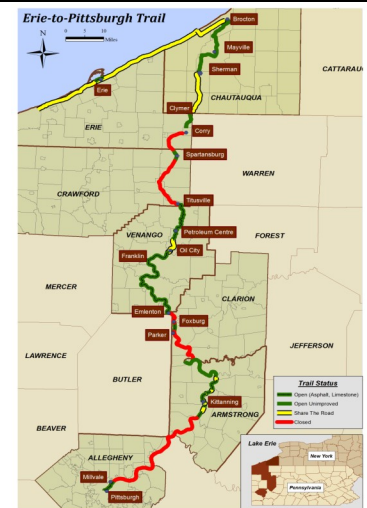 Erie-to-Pittsburgh Trail
N
0 5 10
Miles
Brocton
Mayville
Sherman
CHAUTAUQUA
CATTARAU
Erie
Clymer
ERIE
Corry
Spartansburg
WARREN
CRAWFORD
Titusville
Petroleum Centre
VENANGO
FOREST
Oil City
Franklin
MERCER
CLARION
Emlenton
Foxburg
Parker
JEFFERSON
LAWRENCE
BUTLER
Trail Status
Open (Asphalt, Limestone)
Open Unimproved
Share The Road
Closed
Kittanning
ARMSTRONG
BEAVER
ALLEGHENY
Millvale
Pittsburgh
Lake Erie
New York
Pennsylvania